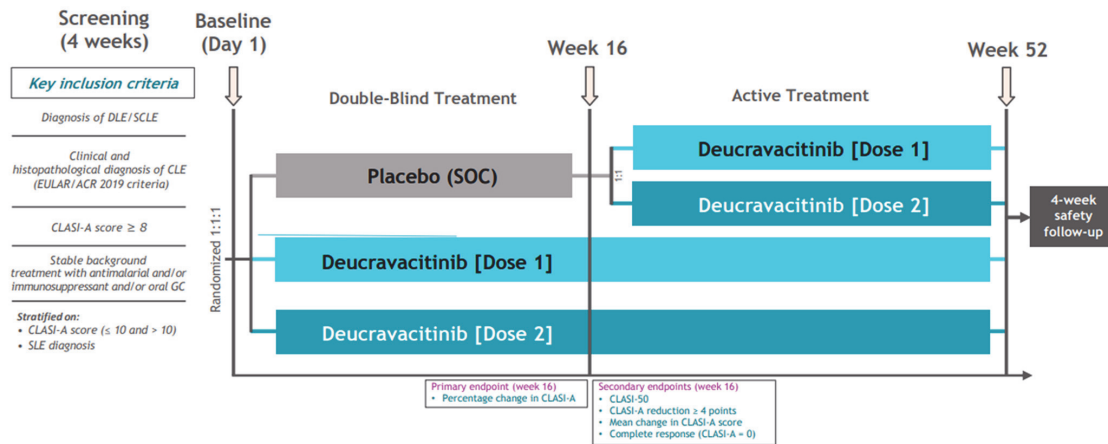 Screening
(4 weeks)
Baseline
(Day 1)
Week 16
Week 52
Key inclusion criteria
Diagnosis of DLE/SCLE
Clinical and
histopathological diagnosis of CLE
(EULAR/ACR 2019 criteria)
CLASI-A score ≥ 8
Stable background
treatment with antimalarial and/or
immunosuppressant and/or oral GC
Stratified on:
• CLASI-A score (≤ 10 and > 10)
• SLE diagnosis
Randomized 1:1:1
Double-Blind Treatment
Active Treatment
Placebo (SOC)
1:1
Deucravacitinib [Dose 1]
Deucravacitinib [Dose 2]
Deucravacitinib [Dose 1]
Deucravacitinib [Dose 2]
4-week
safety
follow-up
Primary endpoint (week 16)
• Percentage change in CLASI-A
Secondary endpoints (week 16)
• CLASI-50
• CLASI-A reduction ≥ 4 points
• Mean change in CLASI-A score
• Complete response (CLASI-A = 0)